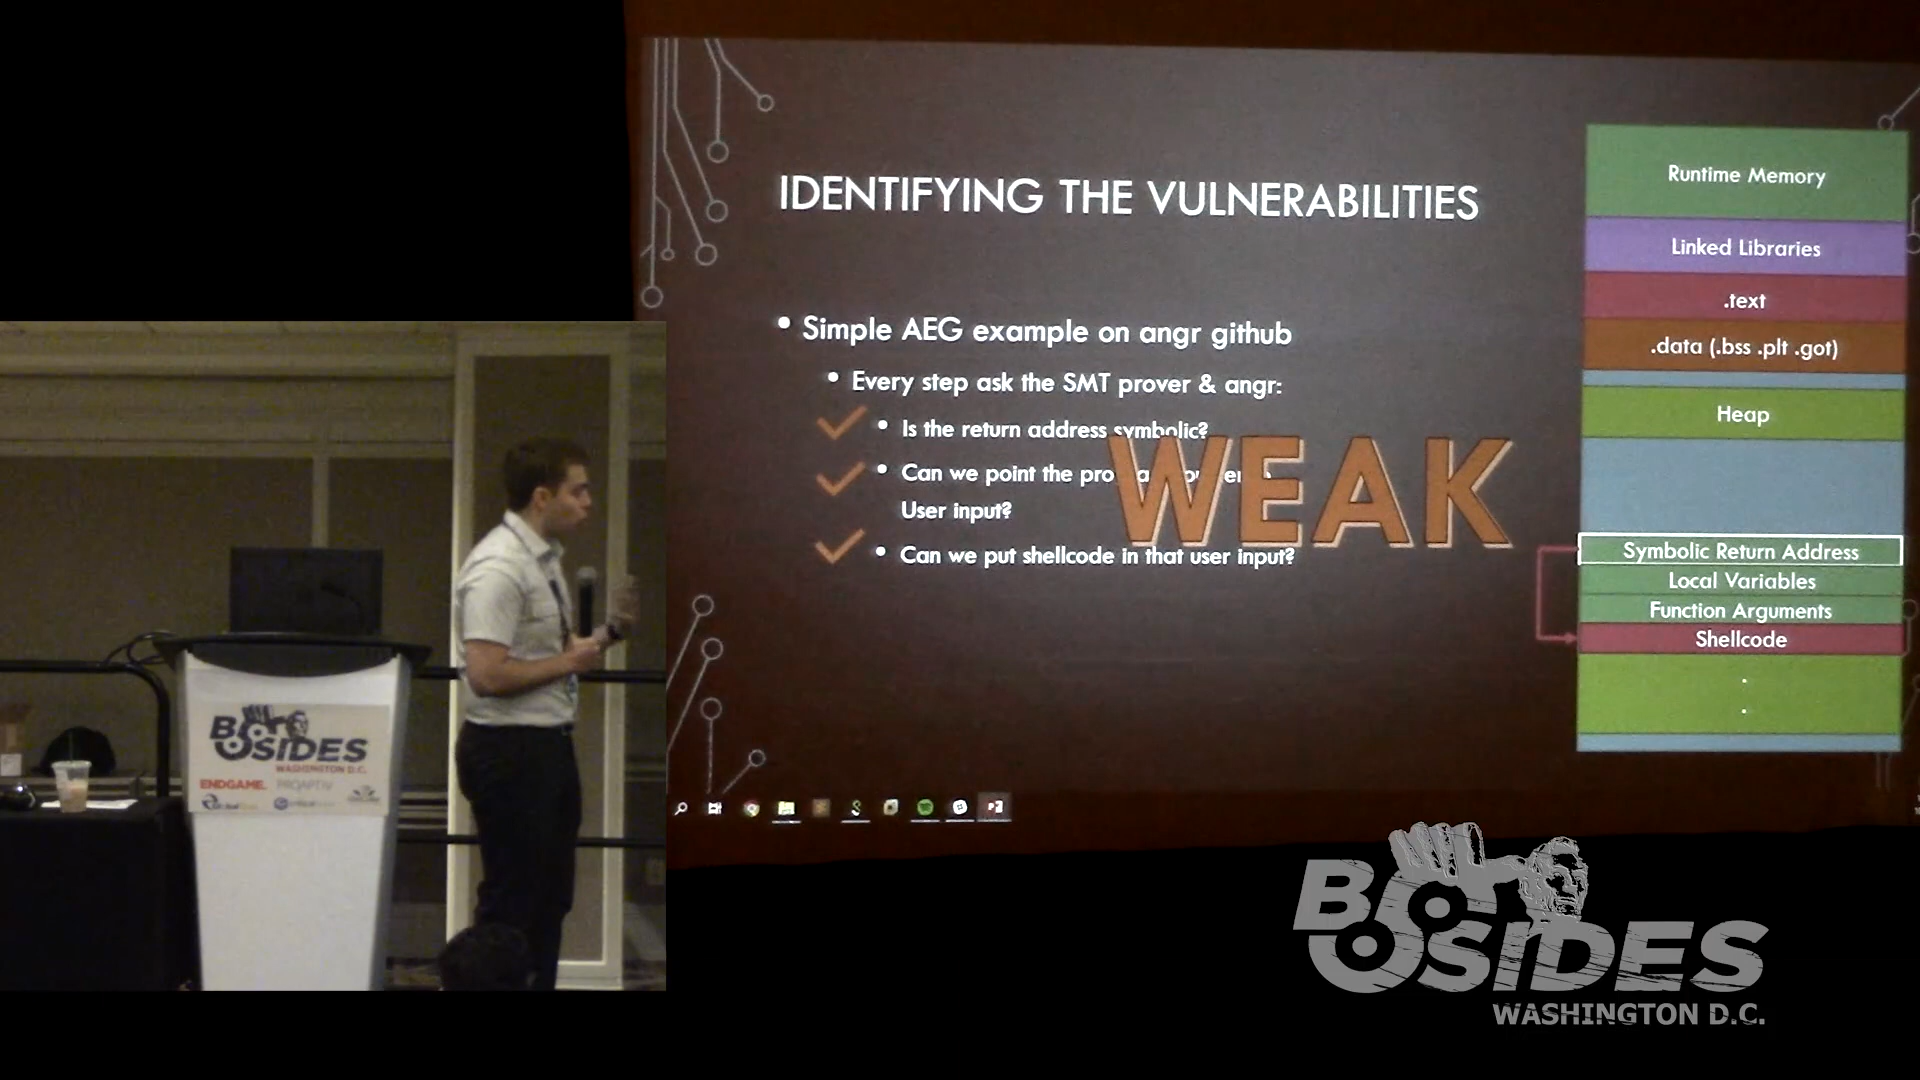 IDENTIFYING THE VULNERABILITIES
• Simple AEG example on angr github
• Every step ask the SMT prover & angr:
• Is the return address symbolic?
• Can we point the
User input?
• Can we put shellcode in that user input?
WEAK
Runtime Memory
Linked Libraries
.text
.data (.bss .plt .got)
Heap
Symbolic Return Address
Local Variables
Function Arguments
Shellcode
.
.
BSIDES
WASHINGTON D.C.
ENDGAME.
BSIDES
WASHINGTON D.C.